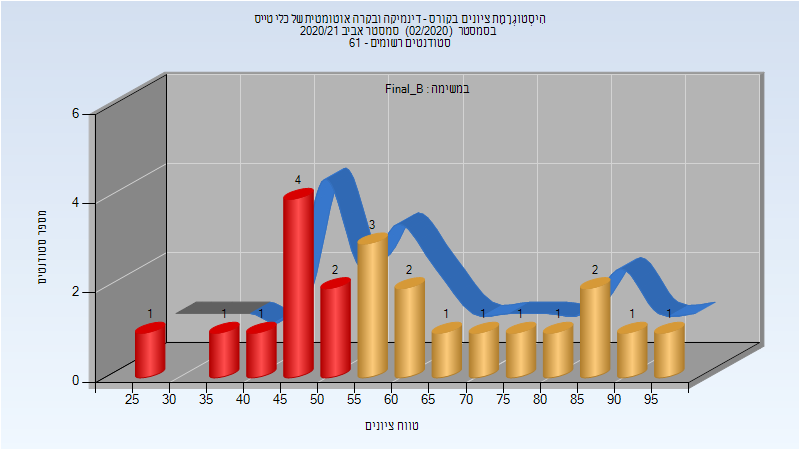 היסטוגרמת ציונים בקורס - דינמיקה ובקרה אוטומטית של כלי טייס
בסמסטר (02/2020) סמסטר אביב 2020/21
סטודנטים רשומים - 61
במשימה : Final_B
מספר סטודנטים
6
4
2
0
1
1
1
4
2
3
2
1
1
1
1
2
1
1
25 30 35 40 45 50 55 60 65 70 75 80 85 90 95
טווח ציונים